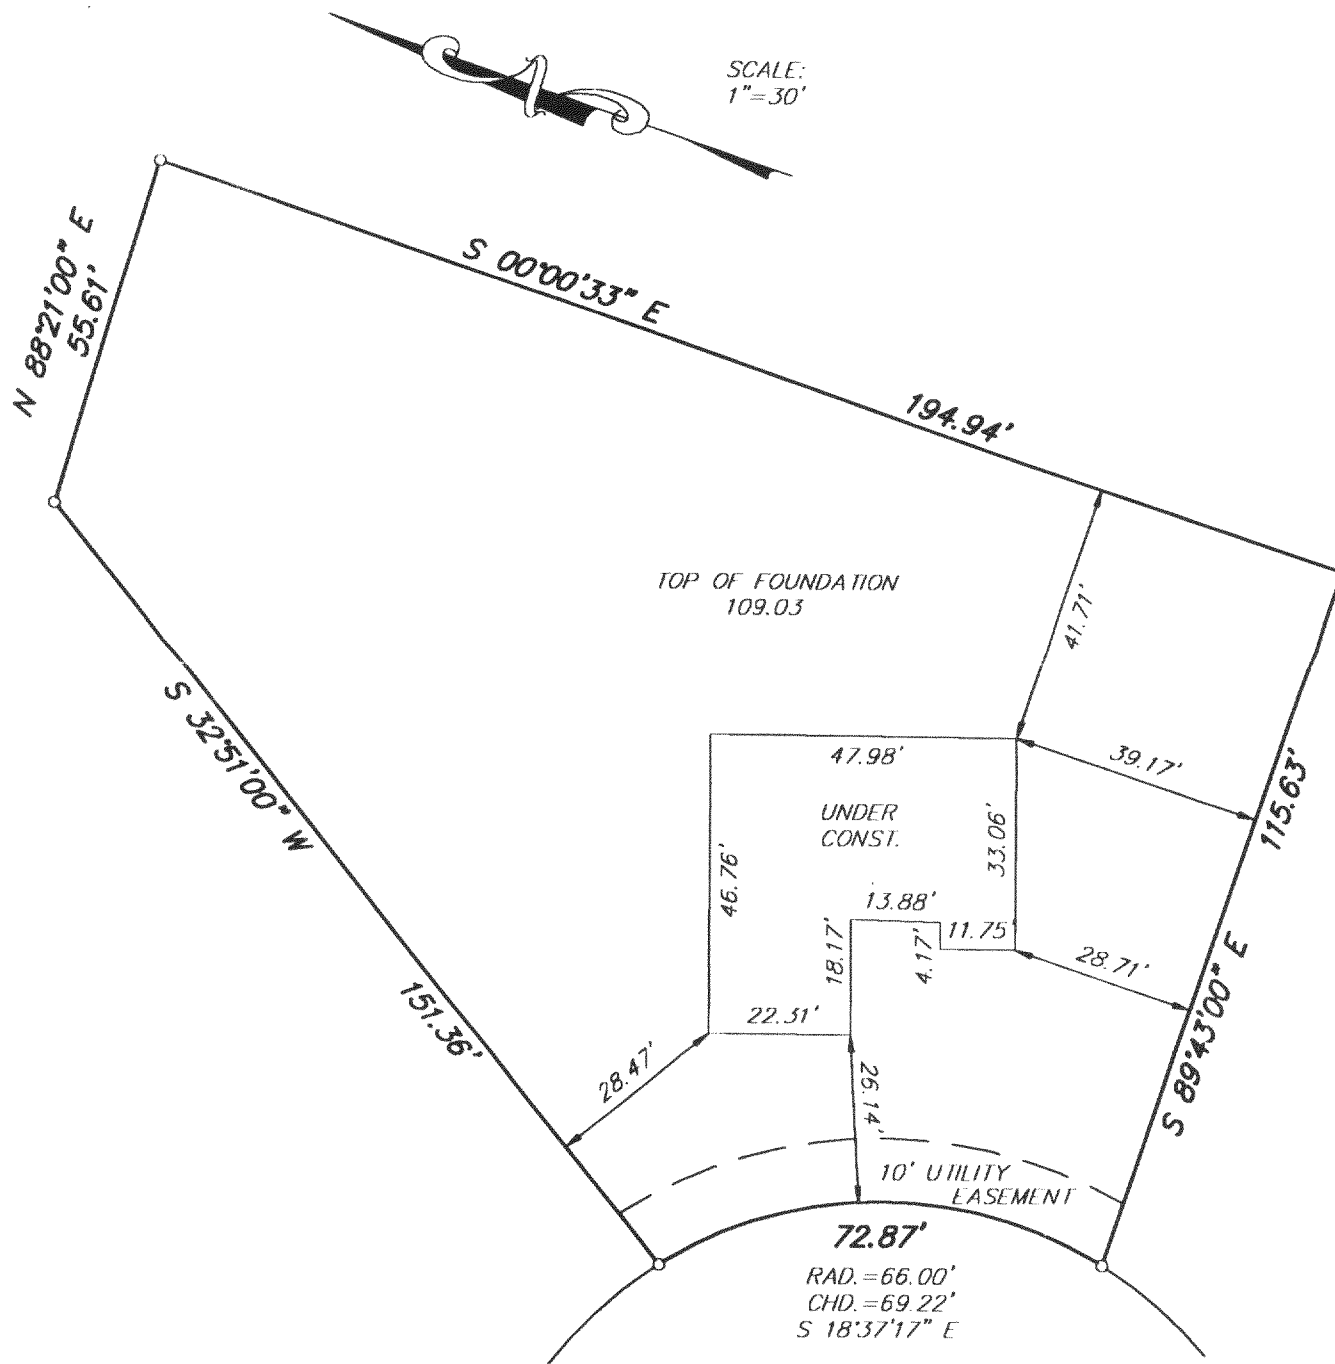 SCALE:
1"=30'
N 88°21'00" E
55.61'
S 00°00'33" E
194.94'
TOP OF FOUNDATION
109.03
41.71'
47.98'
39.17'
115.63'
UNDER
CONST.
33.06'
46.76'
13.88'
11.75'
18.17'
4.17'
28.71'
S 89°43'00" E
S 32°51'00" W
151.36'
22.31'
28.47'
26.14'
10' UTILITY
EASEMENT
72.87'
RAD.=66.00'
CHD.=69.22'
S 18°37'17" E